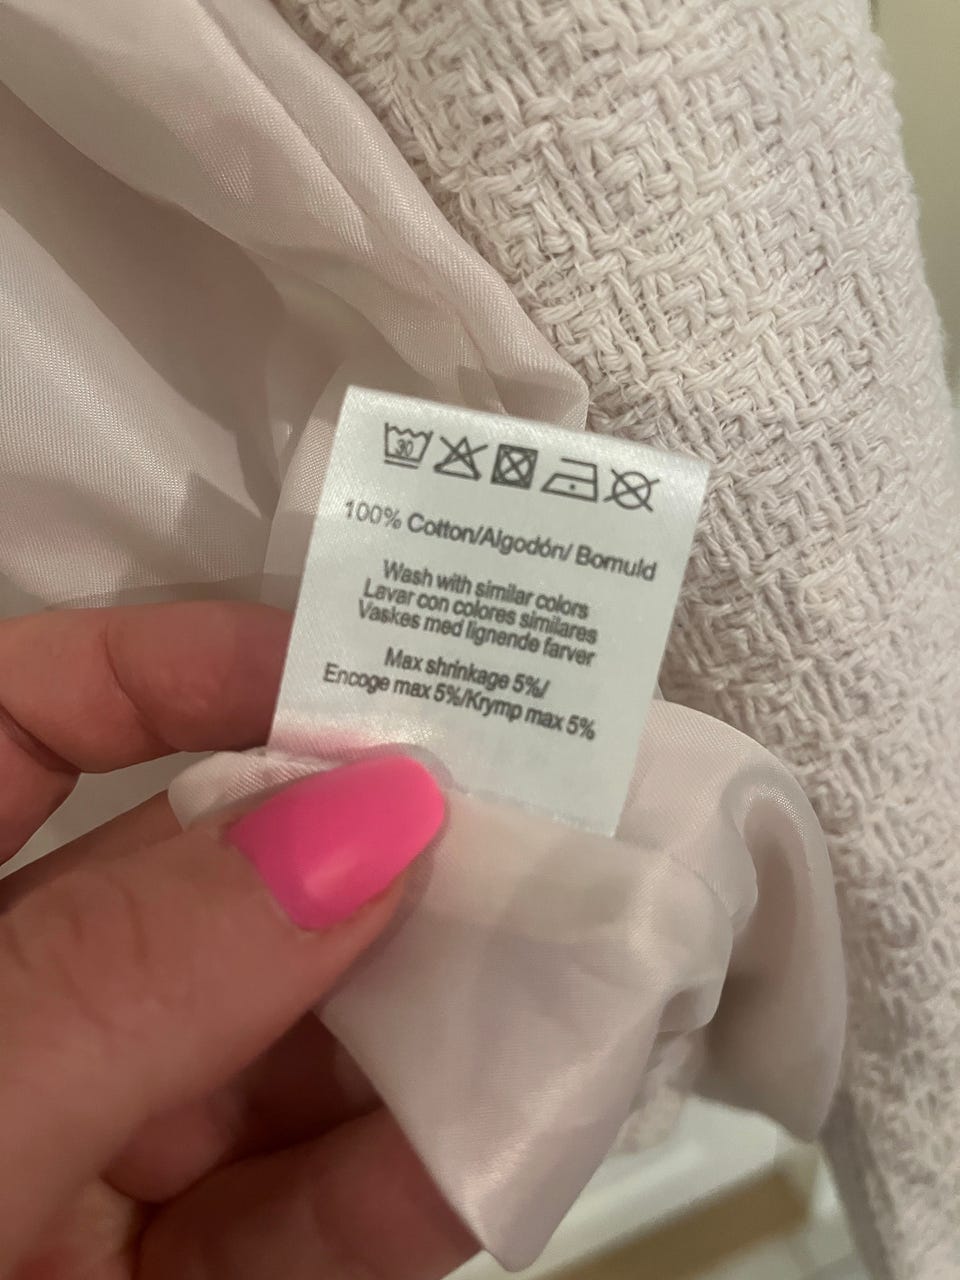 30
100% Cotton/Algodón/ Bomuld
Wash with similar colors
Lavar con colores similares
Vaskes med lignende farver
Max shrinkage 5%/
Encoge max 5%/Krymp max 5%